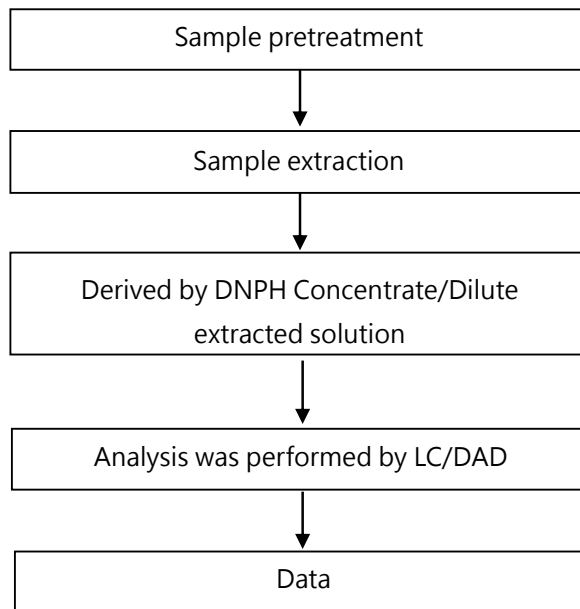 Sample pretreatment
Sample extraction
Derived by DNPH Concentrate/Dilute
extracted solution
Analysis was performed by LC/DAD
Data